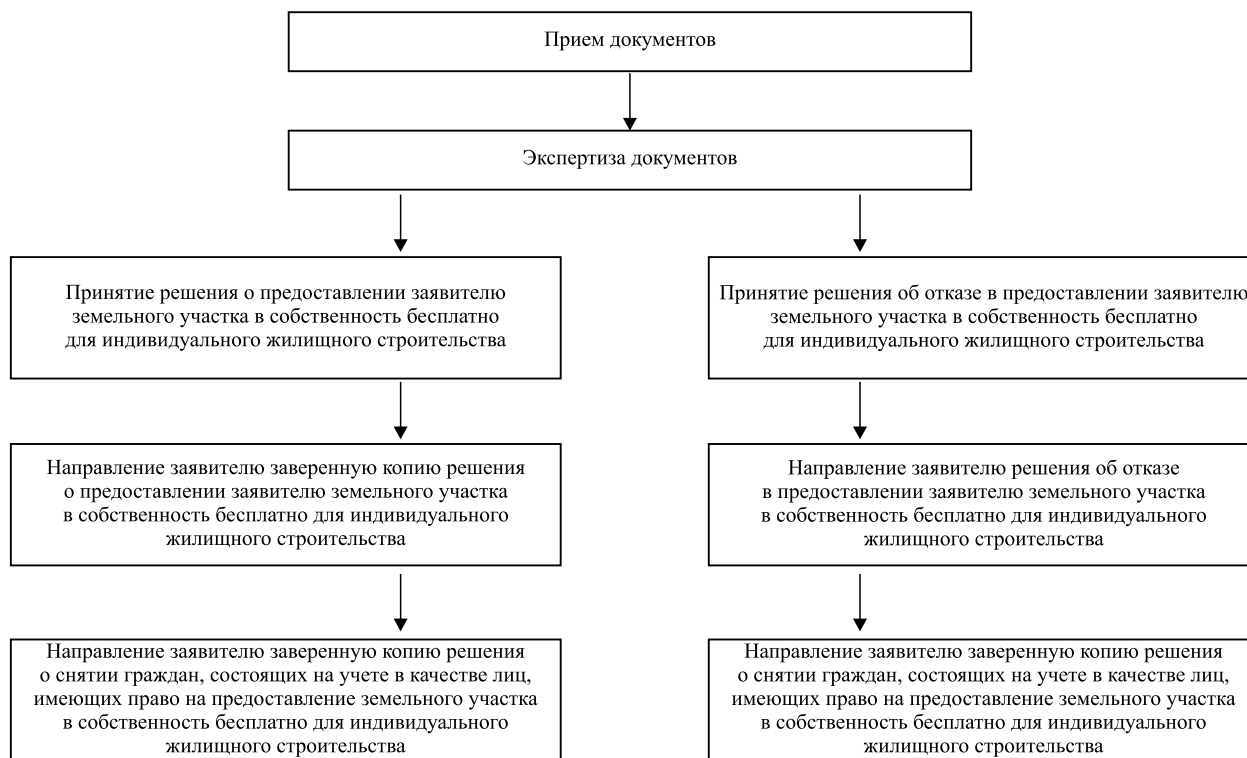 Прием документов
Экспертиза документов
Принятие решения о предоставлении заявителю
земельного участка в собственность бесплатно
для индивидуального жилищного строительства
Принятие решения об отказе в предоставлении заявителю
земельного участка в собственность бесплатно
для индивидуального жилищного строительства
Направление заявителю заверенную копию решения
о предоставлении заявителю земельного участка
в собственность бесплатно для индивидуального
жилищного строительства
Направление заявителю решения об отказе
в предоставлении заявителю земельного участка
в собственность бесплатно для индивидуального
жилищного строительства
Направление заявителю заверенную копию решения
о снятии граждан, состоящих на учете в качестве лиц,
имеющих право на предоставление земельного участка
в собственность бесплатно для индивидуального
жилищного строительства
Направление заявителю заверенную копию решения
о снятии граждан, состоящих на учете в качестве лиц,
имеющих право на предоставление земельного участка
в собственность бесплатно для индивидуального
жилищного строительства